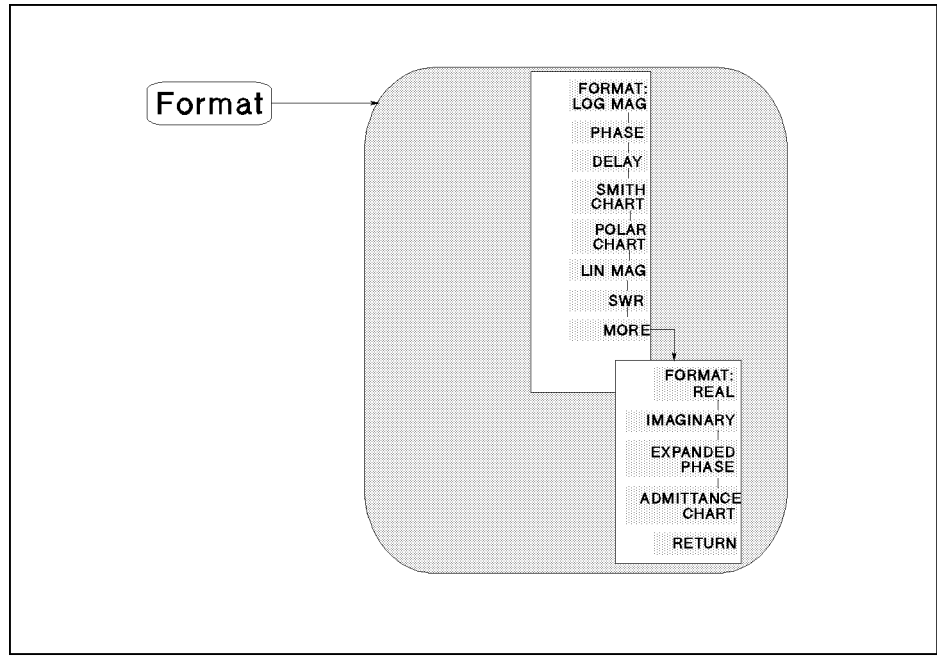 Format
FORMAT:
LOG MAG
PHASE
DELAY
SMITH
CHART
POLAR
CHART
LIN MAG
SWR
MORE
FORMAT:
REAL
IMAGINARY
EXPANDED
PHASE
ADMITTANCE
CHART
RETURN